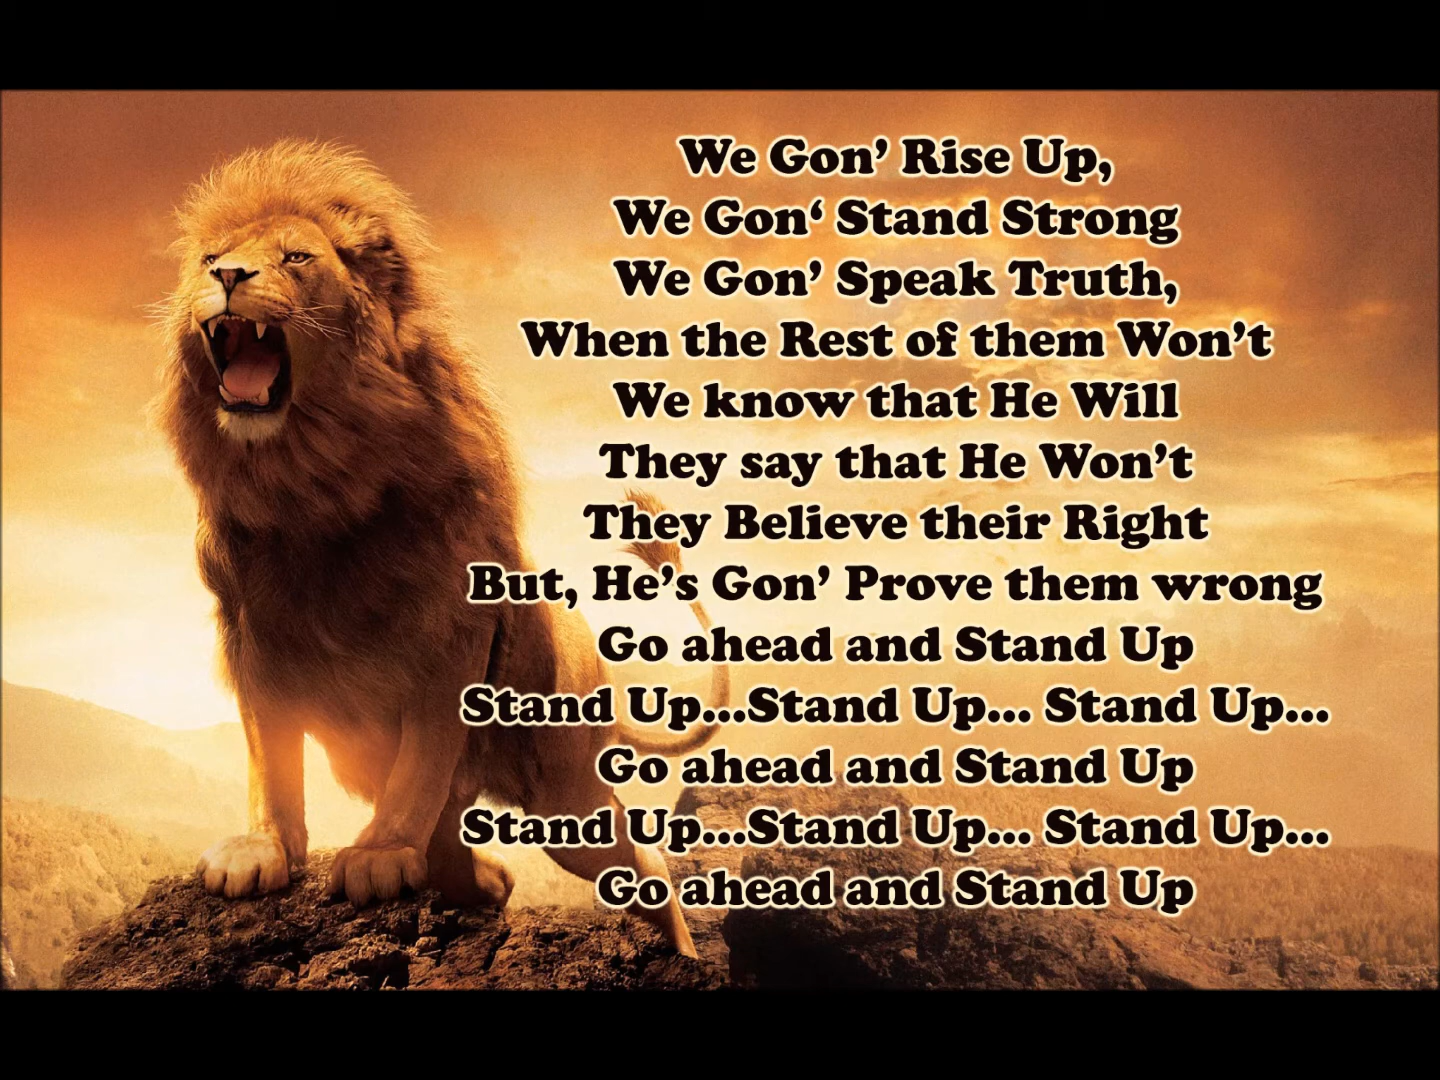 We Gon’ Rise Up,
We Gon‘ Stand Strong
We Gon’ Speak Truth,
When the Rest of them Won’t
We know that He Will
They say that He Won’t
They Believe their Right
But, He’s Gon’ Prove them wrong
Go ahead and Stand Up
Stand Up...Stand Up... Stand Up...
Go ahead and Stand Up
Stand Up...Stand Up... Stand Up...
Go ahead and Stand Up